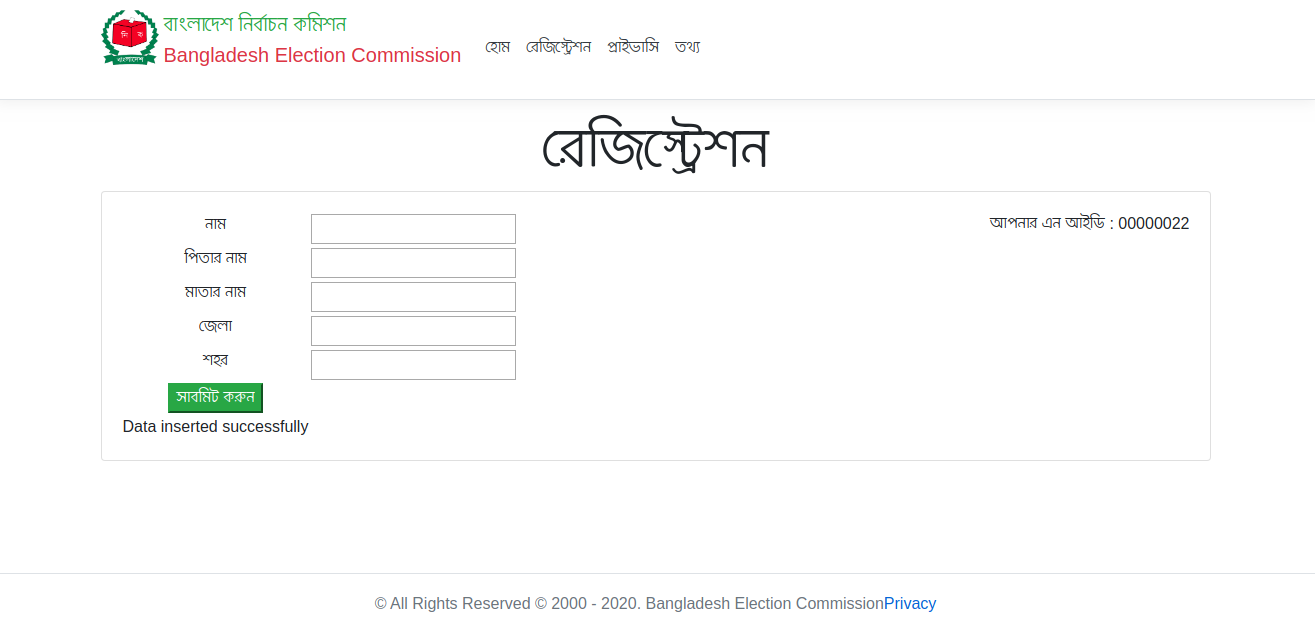 বাংলাদেশ নির্বাচন কমিশন
Bangladesh Election Commission
নি ক
বাংলাদেশ
হোম রেজিস্ট্রেশন প্রাইভাসি তথ্য
রেজিস্ট্রেশন
নাম
আপনার এন আইডি : 00000022
পিতার নাম
মাতার নাম
জেলা
শহর
সাবমিট করুন
Data inserted successfully
© All Rights Reserved © 2000 - 2020. Bangladesh Election CommissionPrivacy